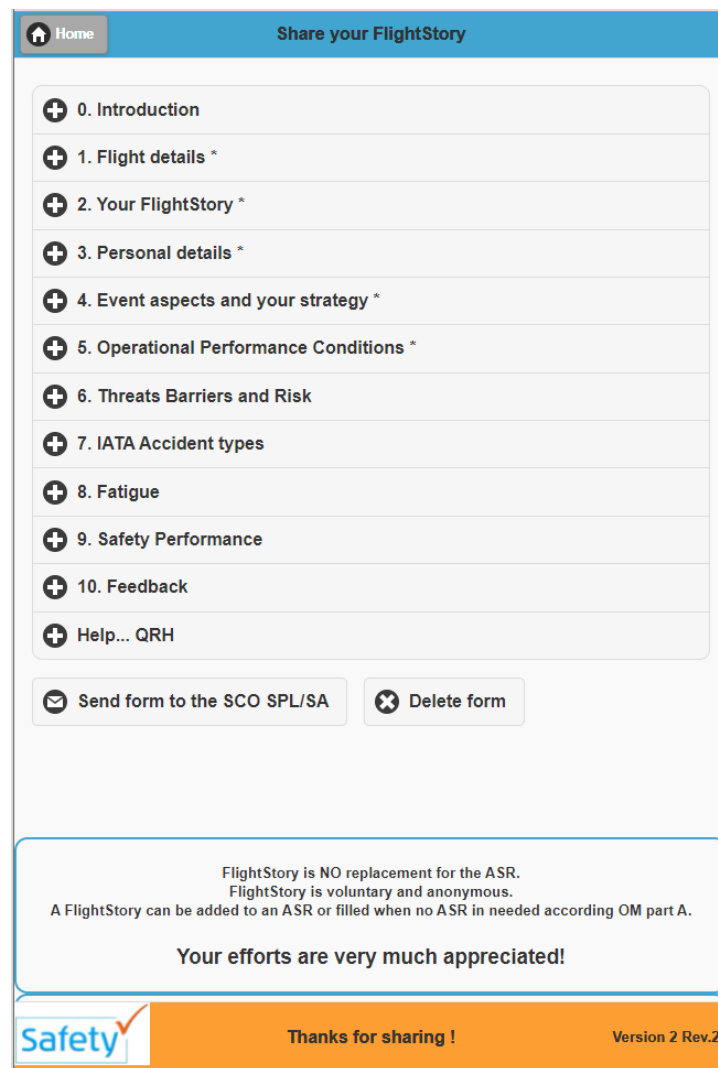 Home
Share your FlightStory
0. Introduction
1. Flight details *
2. Your FlightStory *
3. Personal details *
4. Event aspects and your strategy *
5. Operational Performance Conditions *
6. Threats Barriers and Risk
7. IATA Accident types
8. Fatigue
9. Safety Performance
10. Feedback
Help... QRH
Send form to the SCO SPL/SA
Delete form
FlightStory is NO replacement for the ASR.
FlightStory is voluntary and anonymous.
A FlightStory can be added to an ASR or filled when no ASR in needed according OM part A.
Your efforts are very much appreciated!
Safety
Thanks for sharing !
Version 2 Rev.2